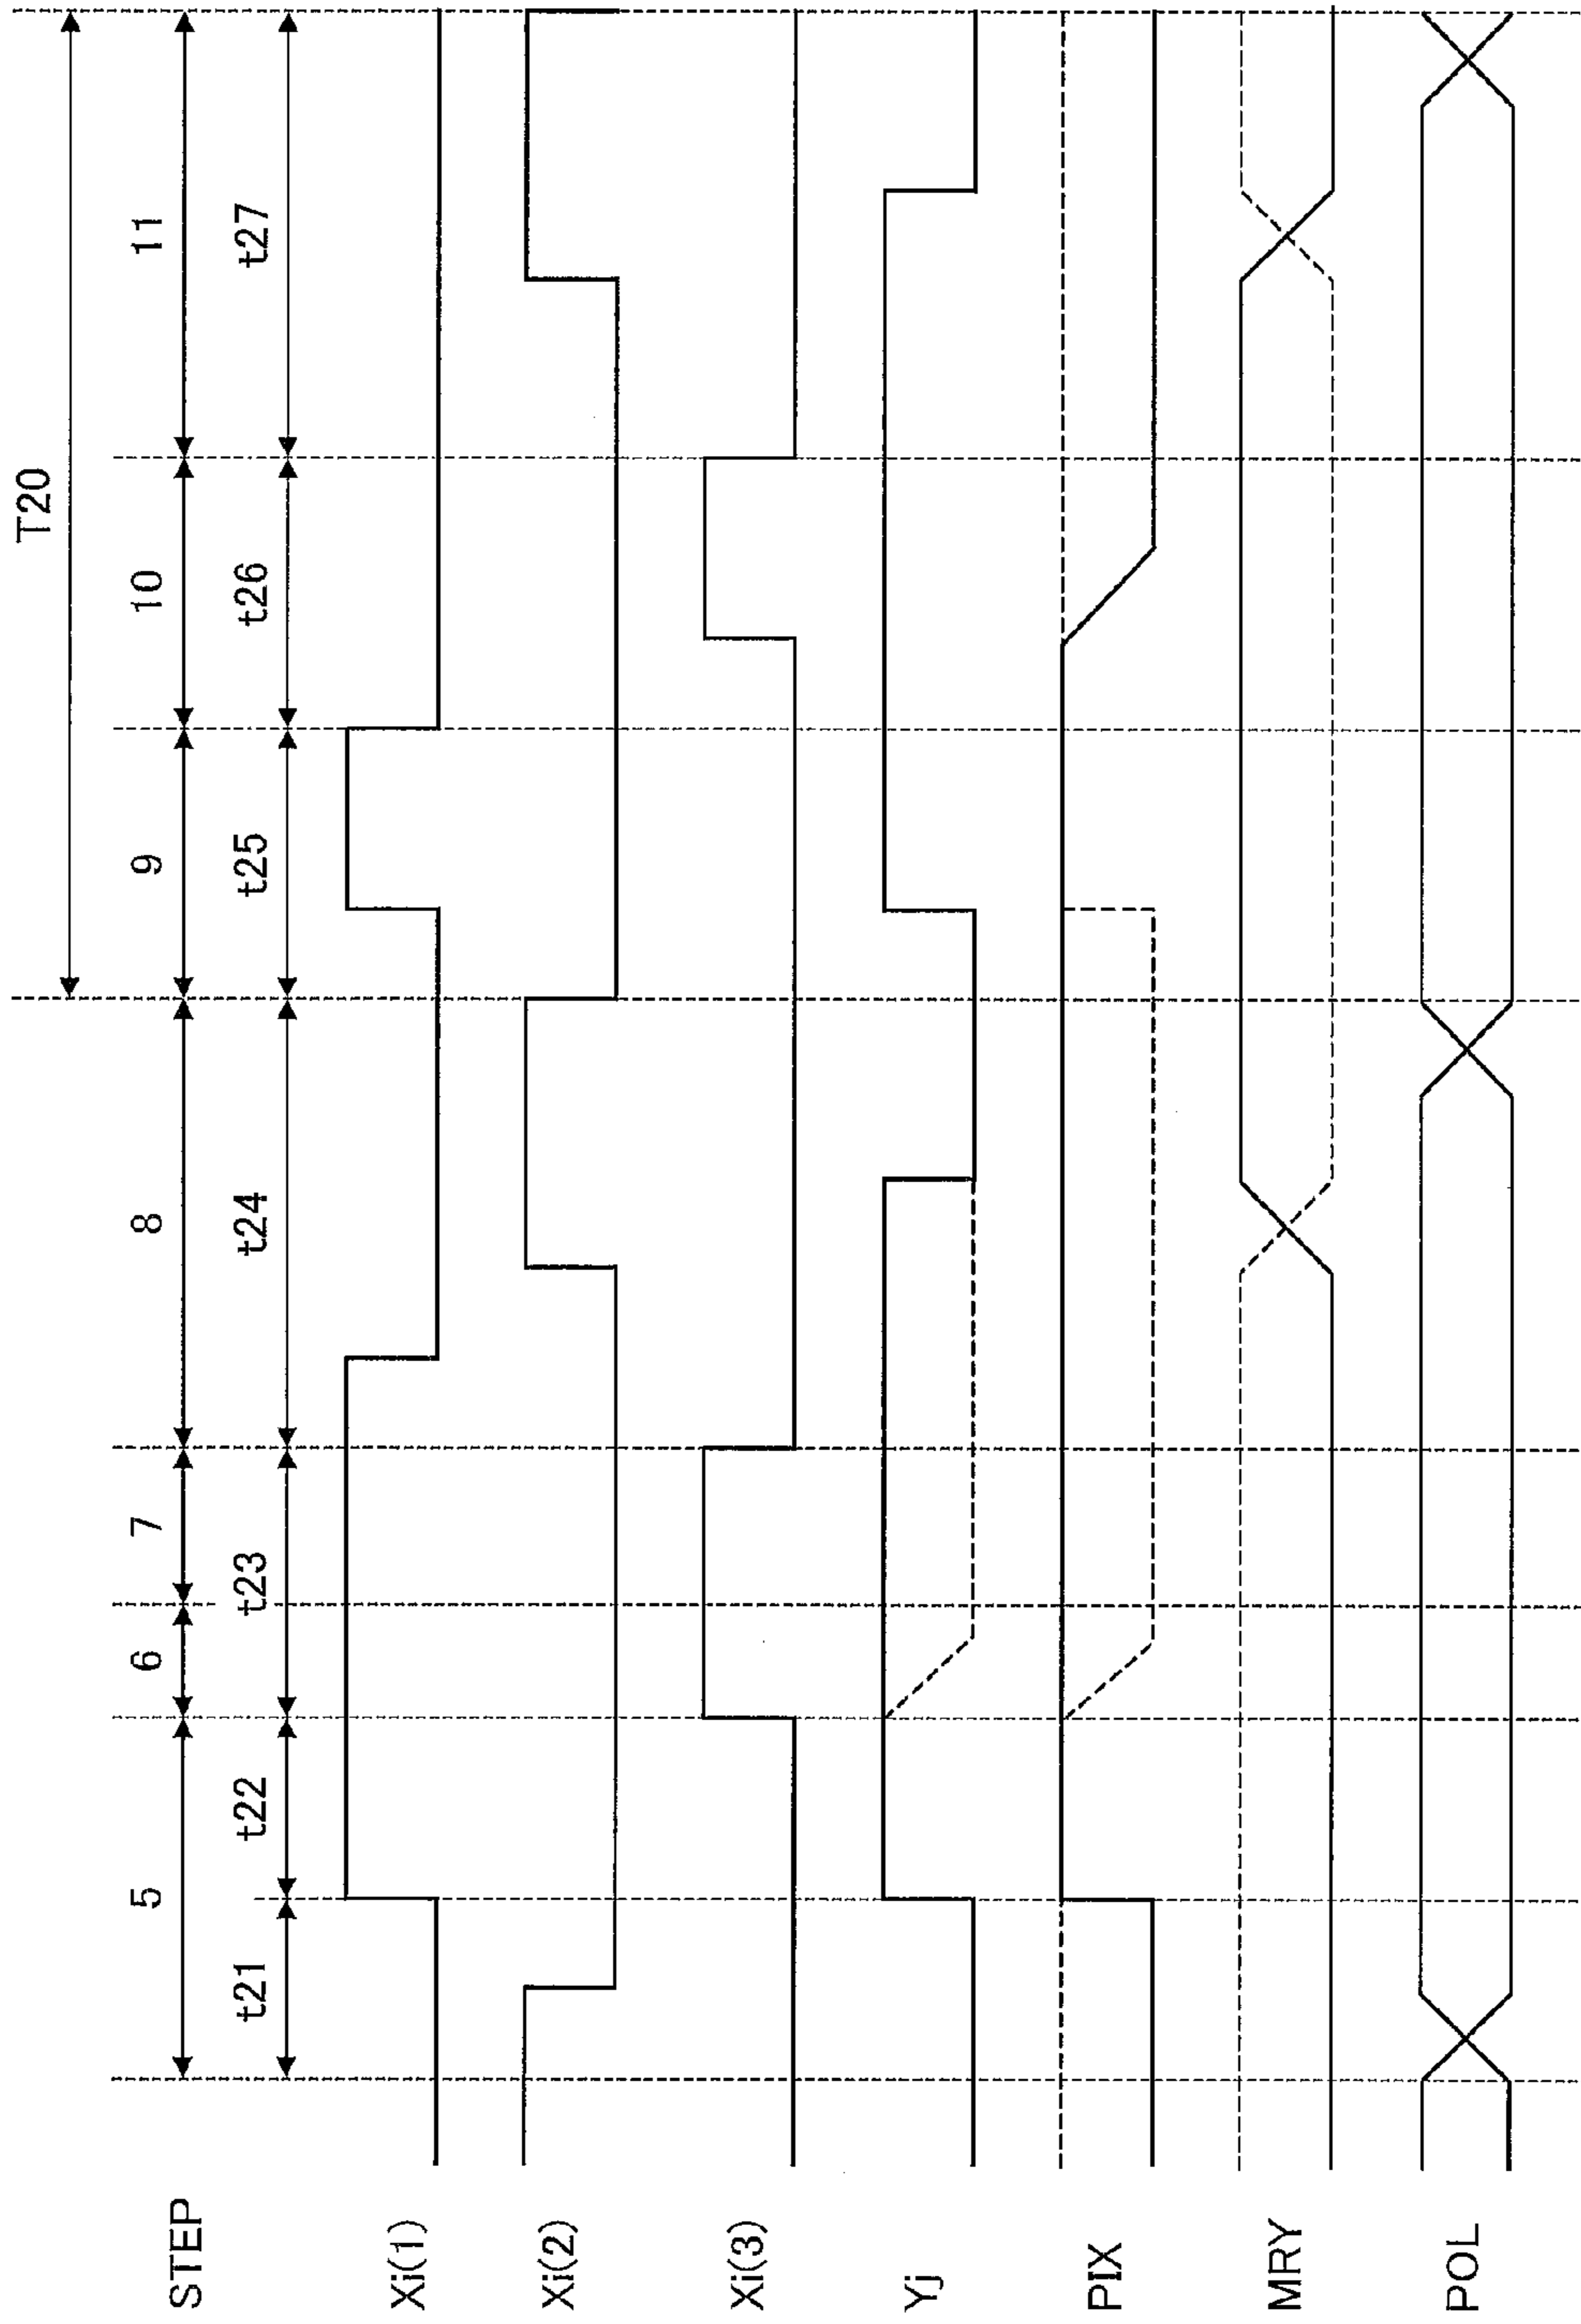 T20
STEP 5 6 7 8 9 10 11
t21 t22 t23 t24 t25 t26 t27
Xi(1)
Xi(2)
Xi(3)
Yj
PIX
MRY
POL